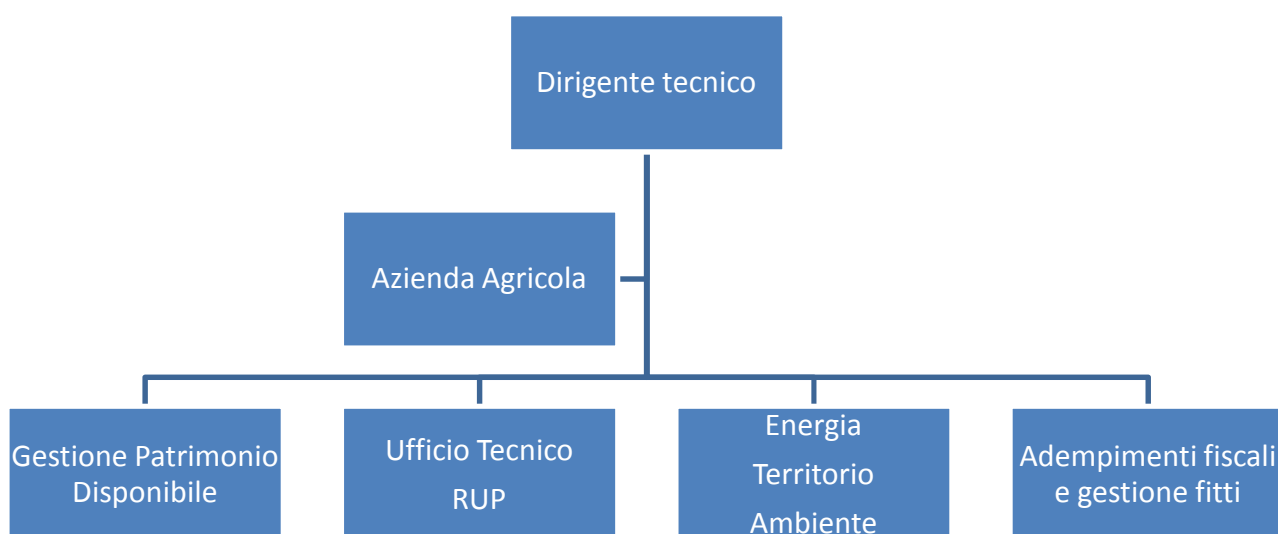 Dirigente tecnico
Azienda Agricola
Gestione Patrimonio
Disponibile
Ufficio Tecnico
RUP
Energia
Territorio
Ambiente
Adempimenti fiscali
e gestione fitti